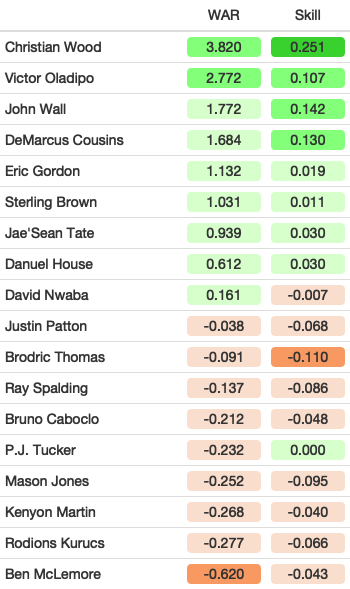 WAR Skill
Christian Wood 3.820 0.251
Victor Oladipo 2.772 0.107
John Wall 1.772 0.142
DeMarcus Cousins 1.684 0.130
Eric Gordon 1.132 0.019
Sterling Brown 1.031 0.011
Jae'Sean Tate 0.939 0.030
Danuel House 0.612 0.030
David Nwaba 0.161 -0.007
Justin Patton -0.038 -0.068
Brodric Thomas -0.091 -0.110
Ray Spalding -0.137 -0.086
Bruno Caboclo -0.212 -0.048
P.J. Tucker -0.232 0.000
Mason Jones -0.252 -0.095
Kenyon Martin -0.268 -0.040
Rodions Kurucs -0.277 -0.066
Ben McLemore -0.620 -0.043